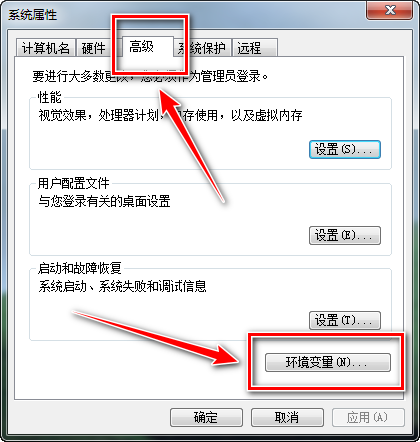 系统属性
计算机名 硬件 高级 系统保护 远程
要进行大多数更改，您必须作为管理员登录。
性能
视觉效果，处理器计划，内存使用，以及虚拟内存
设置(S)...
用户配置文件
与您登录有关的桌面设置
设置(E)...
启动和故障恢复
系统启动、系统失败和调试信息
设置(T)...
环境变量(N)...
确定 取消 应用(A)